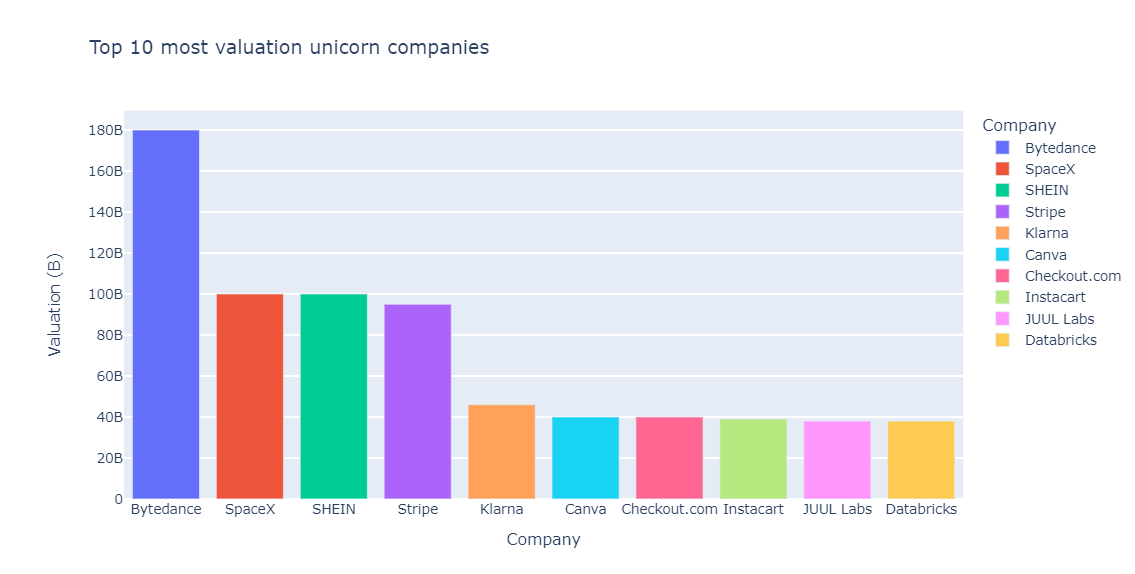 Top 10 most valuation unicorn companies
Valuation (B)
180B
160B
140B
120B
100B
80B
60B
40B
20B
0
Bytedance SpaceX SHEIN Stripe Klarna Canva Checkout.com Instacart JUUL Labs Databricks
Company
Company
Bytedance
SpaceX
SHEIN
Stripe
Klarna
Canva
Checkout.com
Instacart
JUUL Labs
Databricks